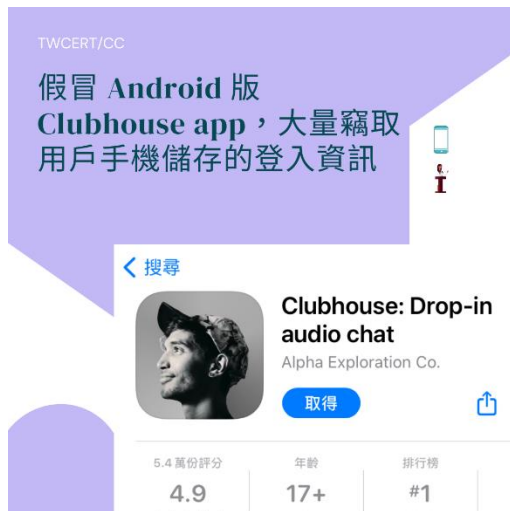 TWCERT/CC
假冒 Android 版
Clubhouse app，大量竊取
用戶手機儲存的登入資訊
搜尋
Clubhouse: Drop-in
audio chat
Alpha Exploration Co.
取得
5.4 萬份評分
年齡
排行榜
4.9
17+
#1